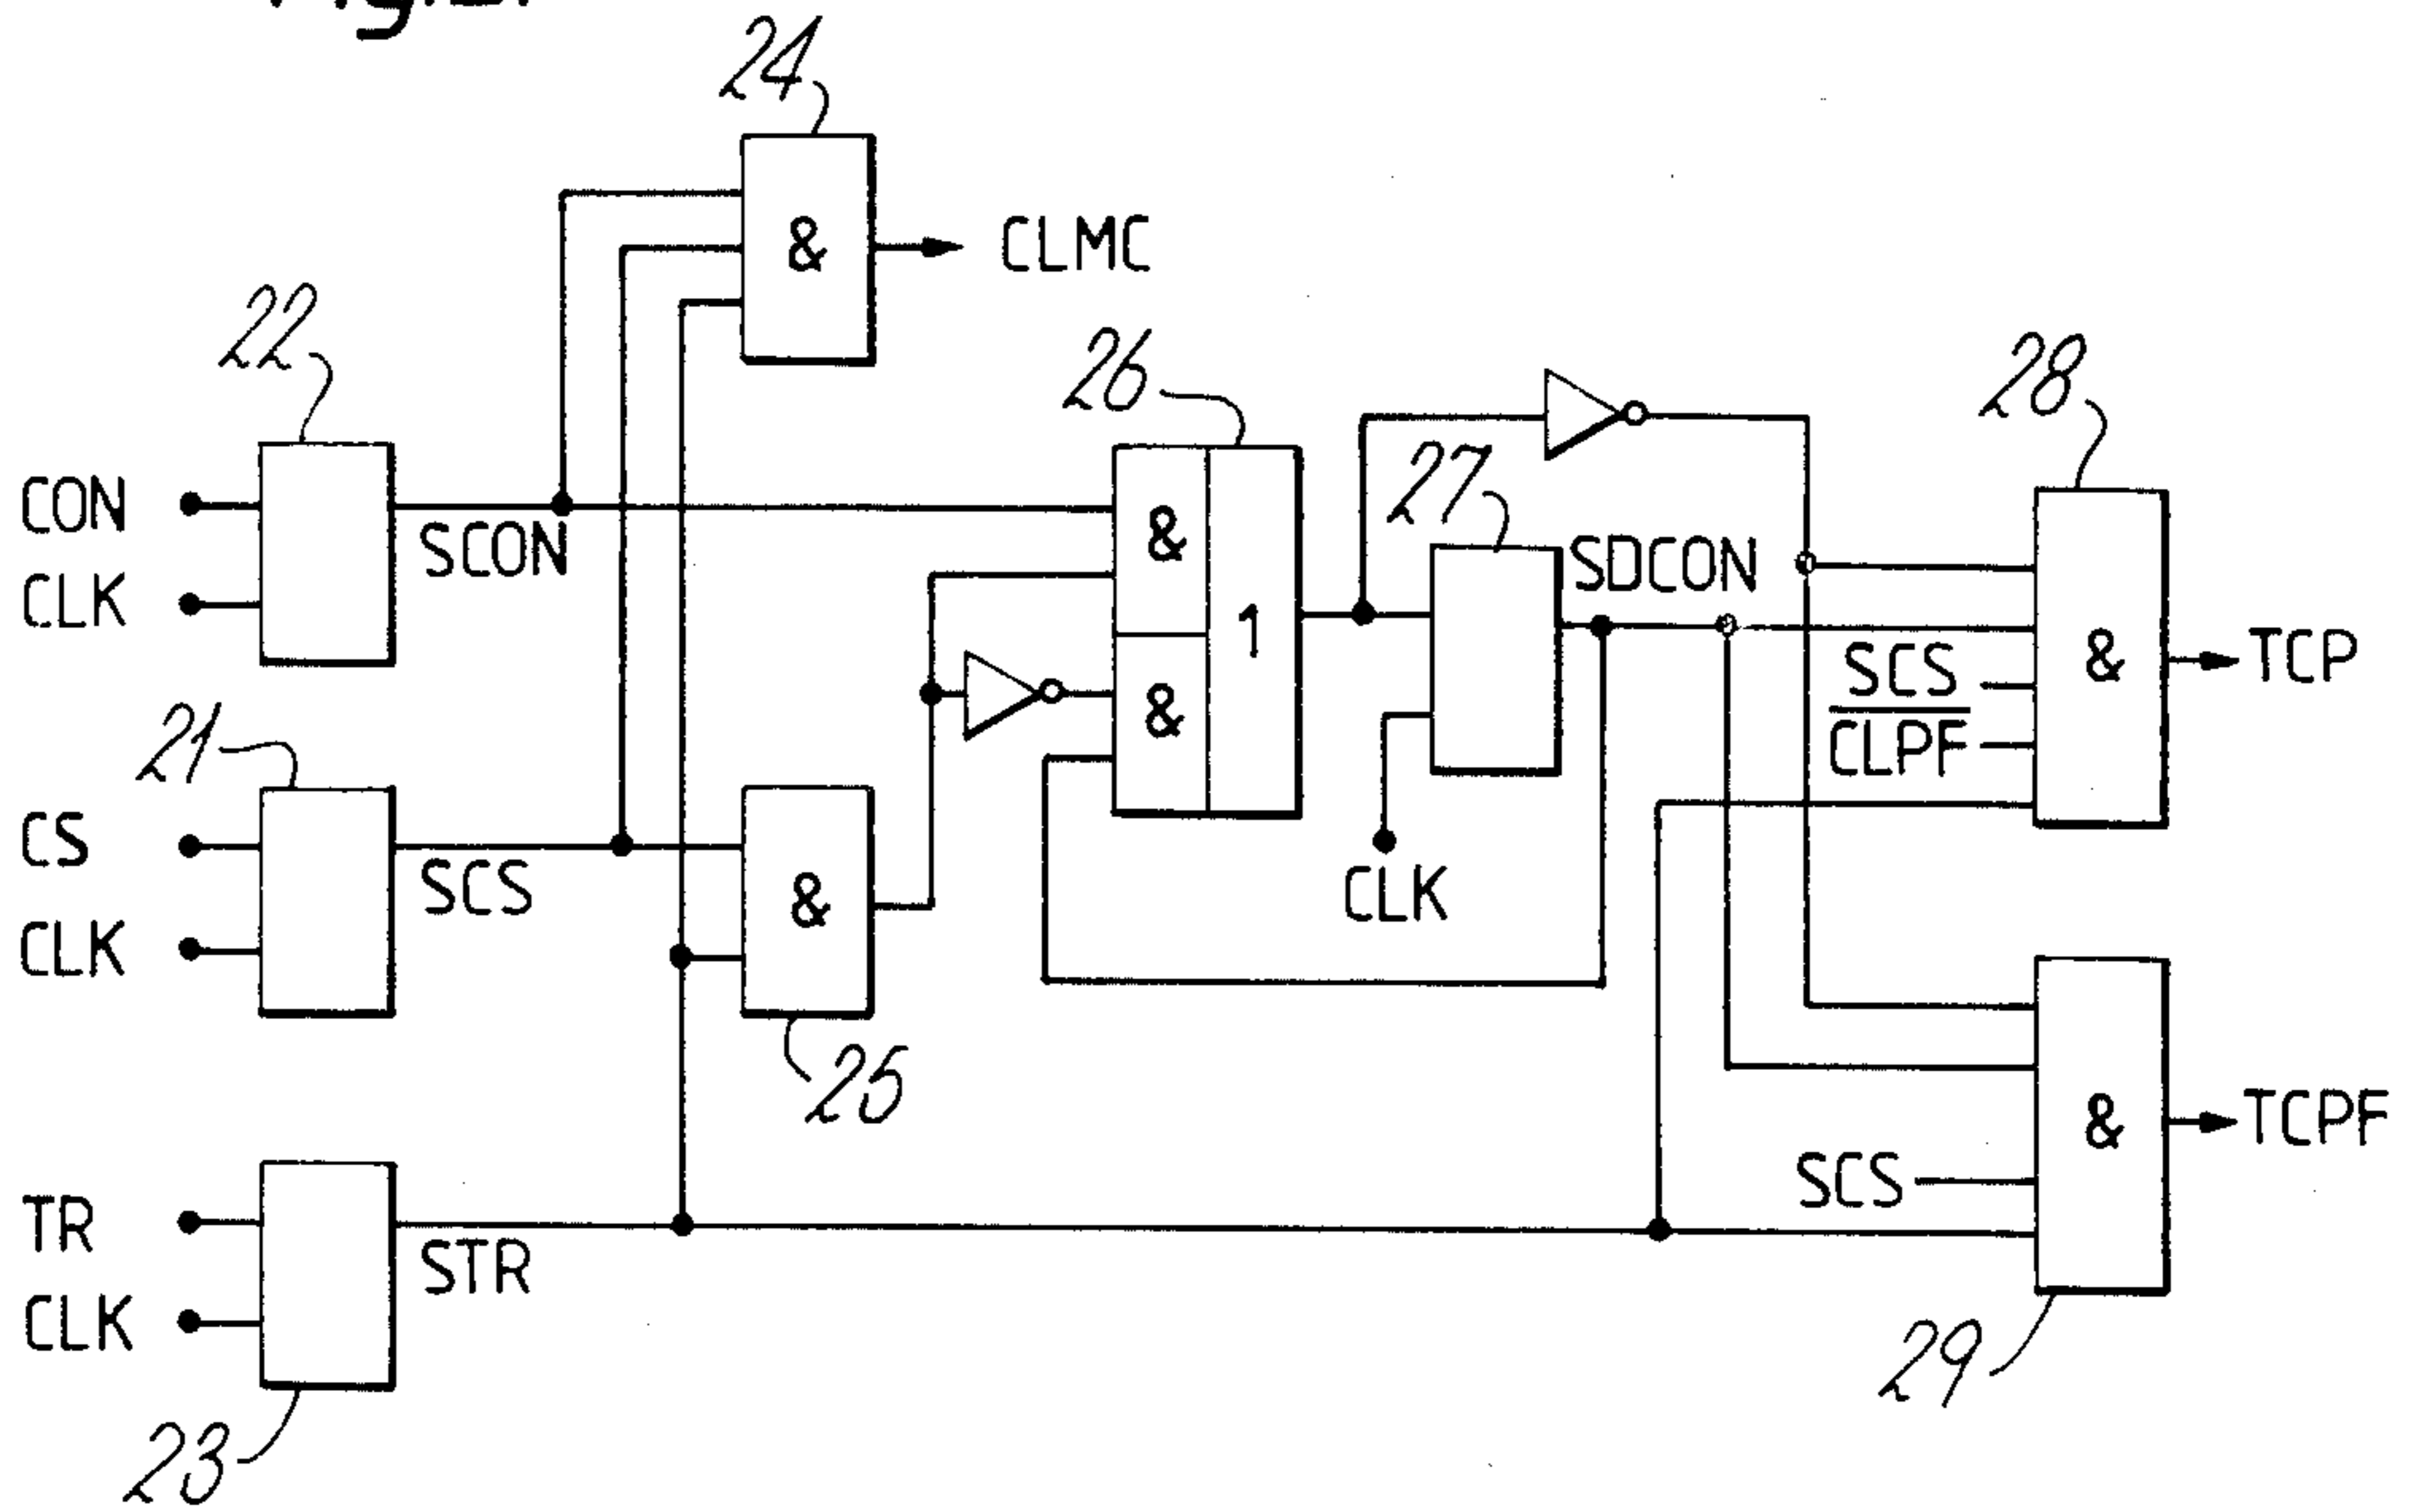 24
&
CLMC
22
26
28
CON
SCON
&
27
SDCON
CLK
1
SCS
&
TCP
21
&
CLPF
CS
SCS
&
CLK
CLK
25
&
TCPF
SCS
TR
STR
CLK
29
23